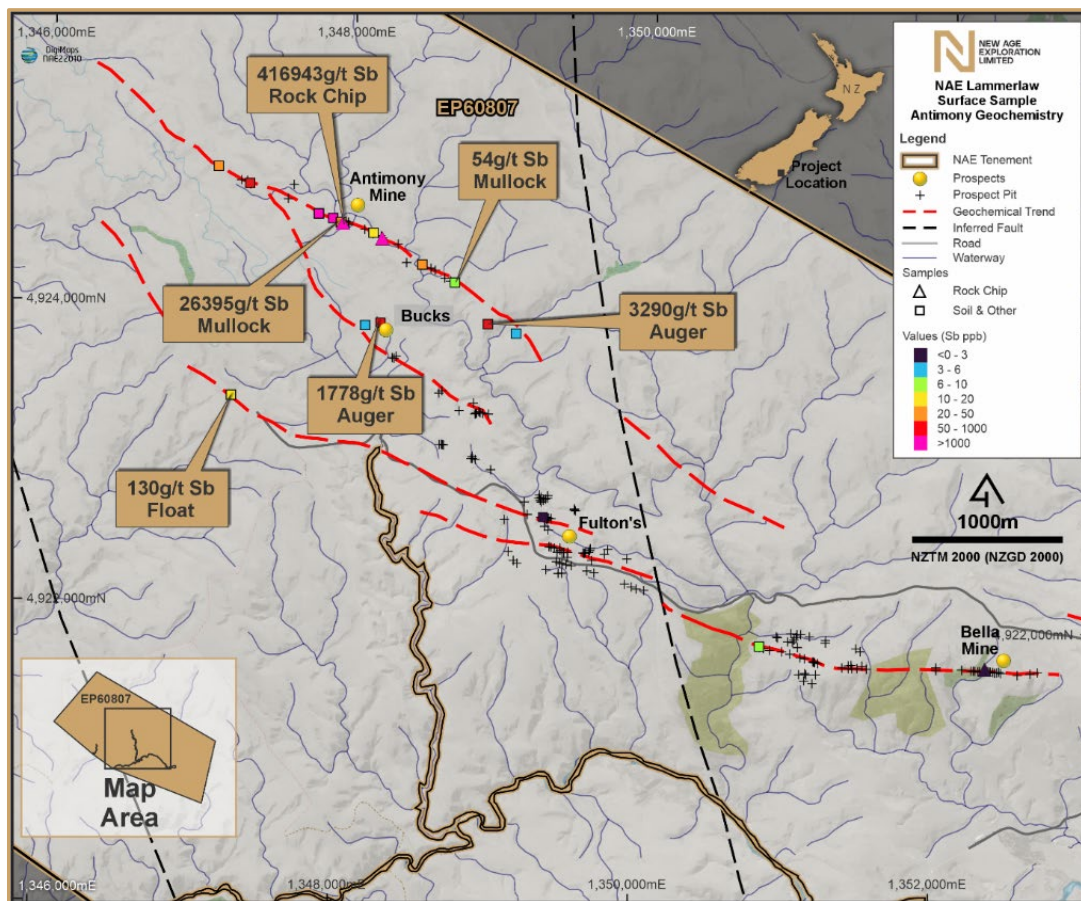 1,346,000mE
1,348,000mE
1,350,000mE
DigiMaps
NAE22010
416943g/t Sb
Rock Chip
EP60807
54g/t Sb
Mullock
Antimony
Mine
4,924,000mN
26395g/t Sb
Mullock
Bucks
3290g/t Sb
Auger
1778g/t Sb
Auger
130g/t Sb
Float
Fulton's
4,922,000mN
4,922,000mN
Bella
Mine
N Z
Project
Location
N
NEW AGE
EXPLORATION
LIMITED
NAE Lammerlaw
Surface Sample
Antimony Geochemistry
Legend
NAE Tenement
Prospects
Prospect Pit
Geochemical Trend
Inferred Fault
Road
Waterway
Samples
Rock Chip
Soil & Other
Values (Sb ppb)
<0 - 3
3 - 6
6 - 10
10 - 20
20 - 50
50 - 1000
>1000
1000m
NZTM 2000 (NZGD 2000)
EP60807
Map
Area
1,346,000mE
1,348,000mE
1,350,000mE
1,352,000mE